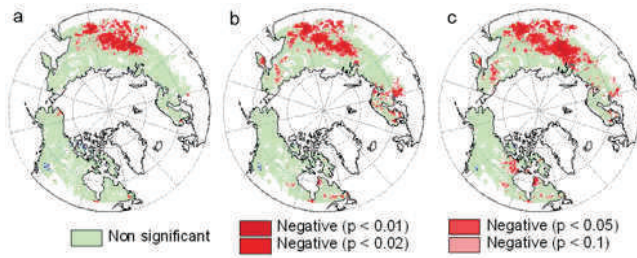 a b c
Non significant Negative (p < 0.01) Negative (p < 0.05)
Negative (p < 0.02) Negative (p < 0.1)